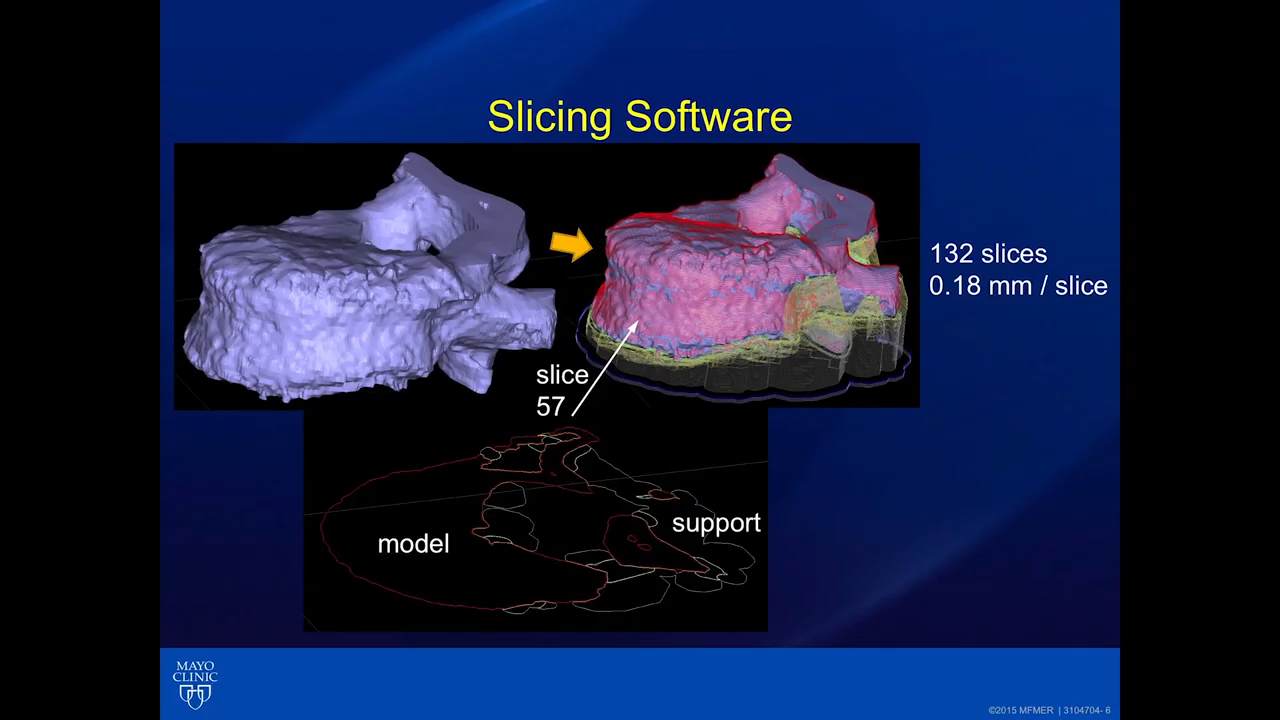 Slicing Software
132 slices
0.18 mm / slice
slice
57
model
support
MAYO
CLINIC
©2015 MFMER | 3104704- 6